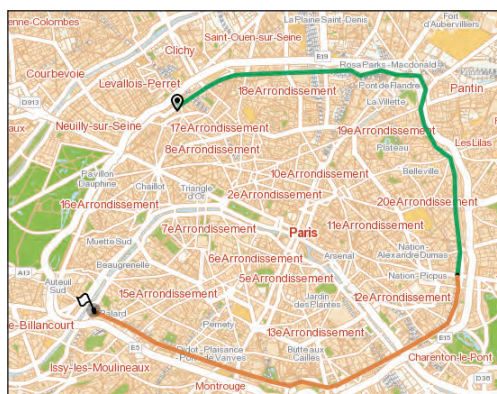 enne-Colombes
La Plaine Saint-Denis
Fort
d'Aubervilliers
Saint-Ouen-sur-Seine
Clichy
E19
Rosa Parks - Macdonald
Courbevoie
Levallois-Perret
Pont de Flandre
Pantin
18eArrondissement
La Villette
D913
Neuilly-sur-Seine
17eArrondissement
19eArrondissement
aux
8eArrondissement
Les Lilas
Plateau
Pavillon
Dauphine
Chaillot
10eArrondissement
Belleville
Triangle
d'Or
2eArrondissement
16eArrondissement
20eArrondissement
7eArrondissement
Paris
11eArrondissement
Muette Sud
Nation -
Alexandre Dumas
6eArrondissement
Arsenal
Beaugrenelle
A13
5eArrondissement
Nation - Picpus
Auteuil
Sud
15eArrondissement
Jardin
des Plantes
12eArrondissement
e-Billancourt
Balard
Pernety
13eArrondissement
E15
E5
Didot - Plaisance
- Porte de Vanves
Butte aux
Cailles
Charenton-le-Pont
Issy-les-Moulineaux
Montrouge
D38